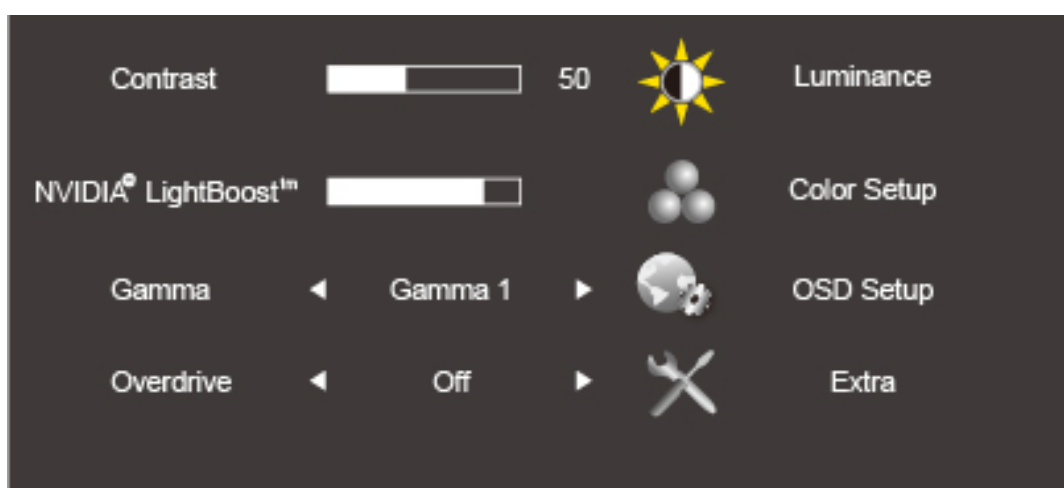 Contrast 50 Luminance
NVIDIA® LightBoost™ Color Setup
Gamma Gamma 1 OSD Setup
Overdrive Off Extra